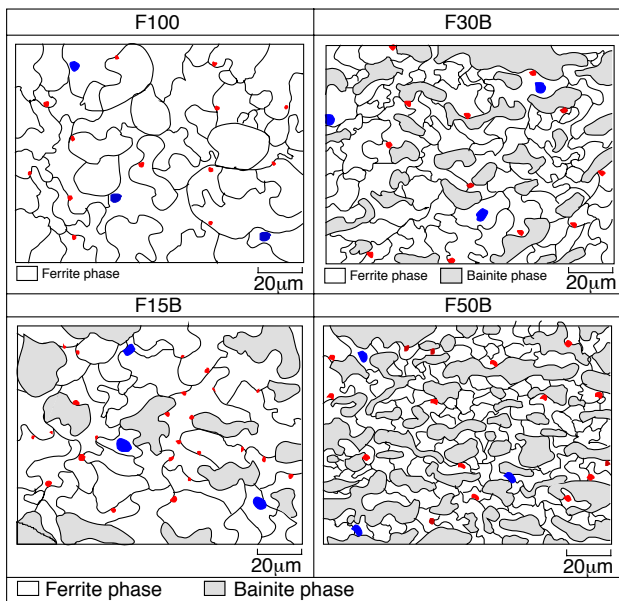 F100
F30B
Ferrite phase
20μm
Ferrite phase
Bainite phase
20μm
F15B
F50B
20μm
20μm
Ferrite phase
Bainite phase